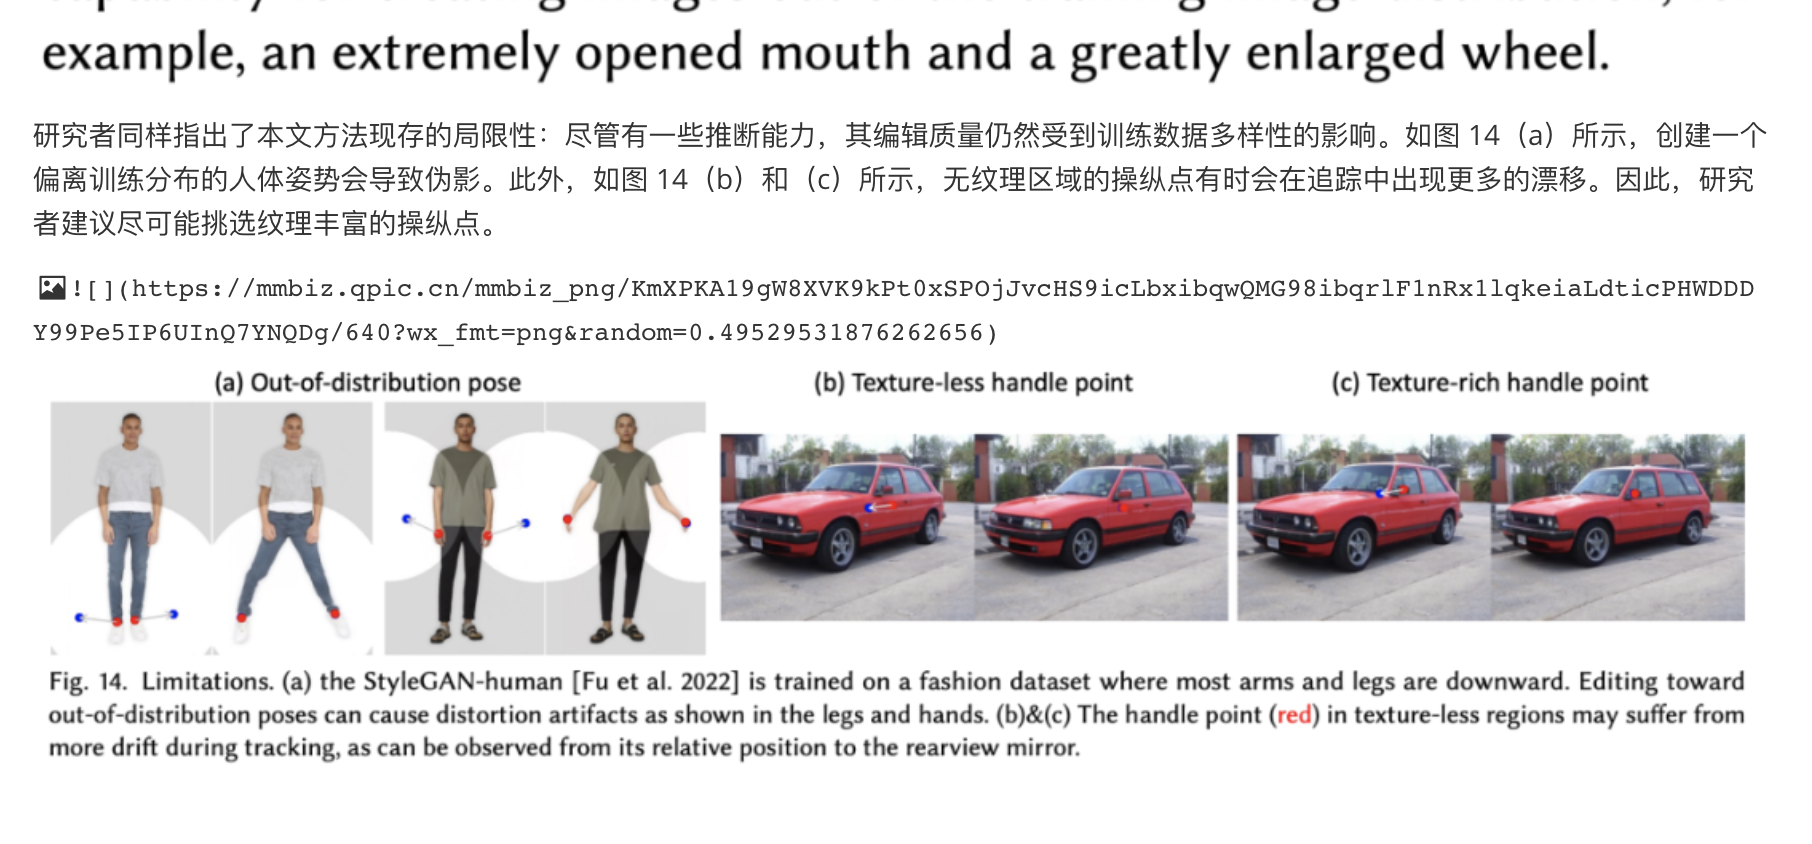 example, an extremely opened mouth and a greatly enlarged wheel.
研究者同样指出了本文方法现存的局限性：尽管有一些推断能力，其编辑质量仍然受到训练数据多样性的影响。如图 14（a）所示，创建一个
偏离训练分布的人体姿势会导致伪影。此外，如图 14（b）和（c）所示，无纹理区域的操纵点有时会在追踪中出现更多的漂移。因此，研究
者建议尽可能挑选纹理丰富的操纵点。
![](https://mmbiz.qpic.cn/mmbiz_png/KmXPKA19gW8XVK9kPt0xSPOjJvcHS9icLbxibqwQMG98ibqrlF1nRx1lqkeiaLdticPHWDDD
Y99Pe5IP6UInQ7YNQDg/640?wx_fmt=png&random=0.49529531876262656)
(a) Out-of-distribution pose
(b) Texture-less handle point
(c) Texture-rich handle point
Fig. 14. Limitations. (a) the StyleGAN-human [Fu et al. 2022] is trained on a fashion dataset where most arms and legs are downward. Editing toward
out-of-distribution poses can cause distortion artifacts as shown in the legs and hands. (b)&(c) The handle point (red) in texture-less regions may suffer from
more drift during tracking, as can be observed from its relative position to the rearview mirror.